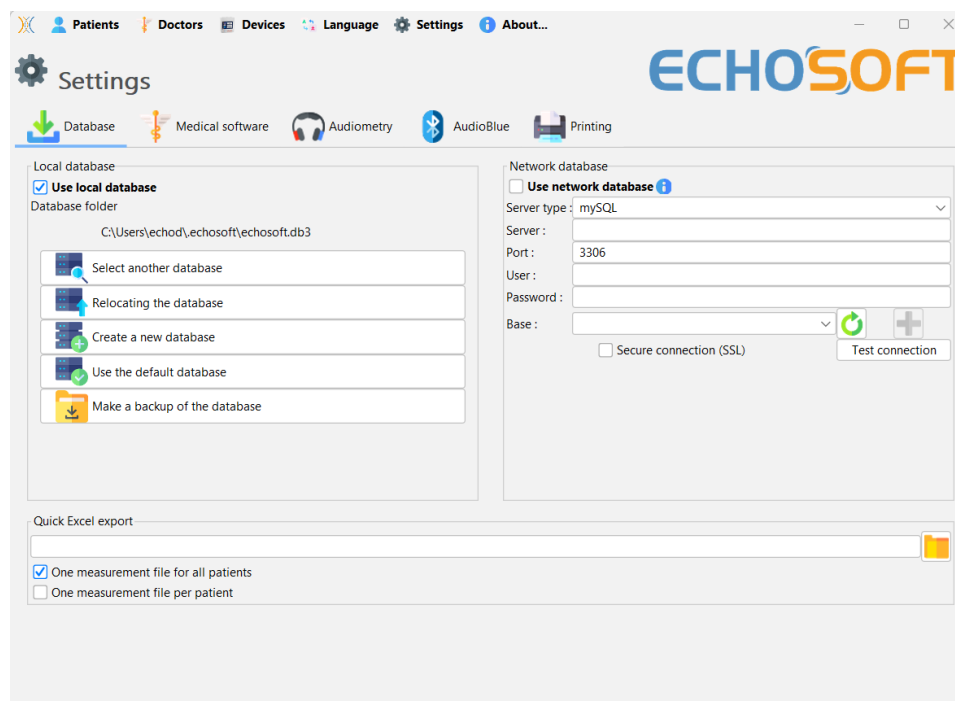 Patients Doctors Devices Language Settings About...
Settings
ECHOSOFT
Database Medical software Audiometry AudioBlue Printing
Local database
Use local database
Database folder
C:\Users\echod\.echosoft\echosoft.db3
Select another database
Relocating the database
Create a new database
Use the default database
Make a backup of the database
Network database
Use network database
Server type : mySQL
Server :
Port : 3306
User :
Password :
Base :
Secure connection (SSL) Test connection
Quick Excel export
One measurement file for all patients
One measurement file per patient